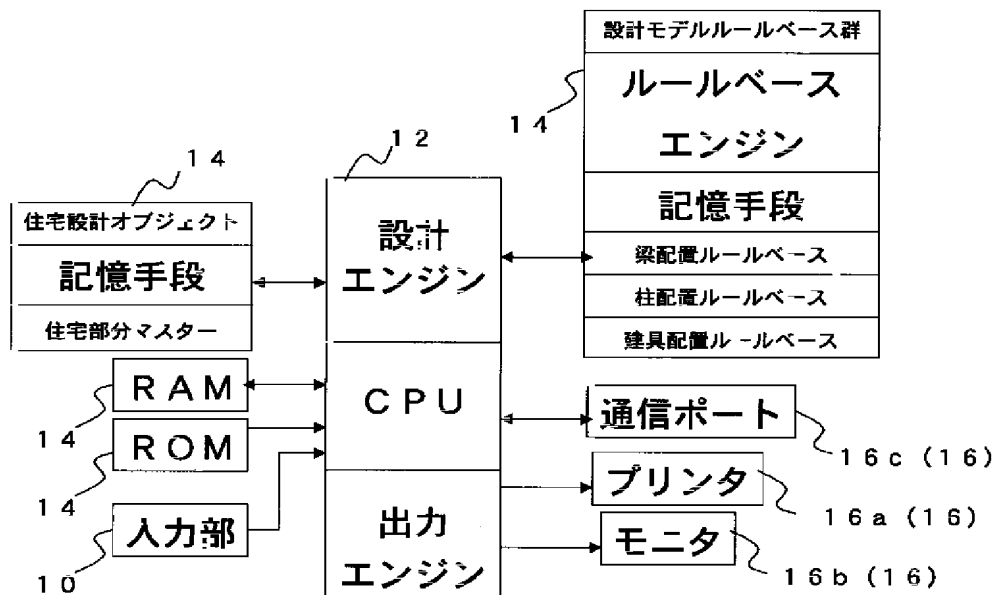 設計モデルルールベース群
ルールベース
エンジン
記憶手段
梁配置ルールベース
柱配置ルールベース
建具配置ルールベース
14
12
14
住宅設計オブジェクト
記憶手段
住宅部分マスター
設計
エンジン
CPU
出力
エンジン
RAM
14
ROM
14
入力部
10
通信ポート
16c (16)
プリンタ
16a (16)
モニタ
16b (16)